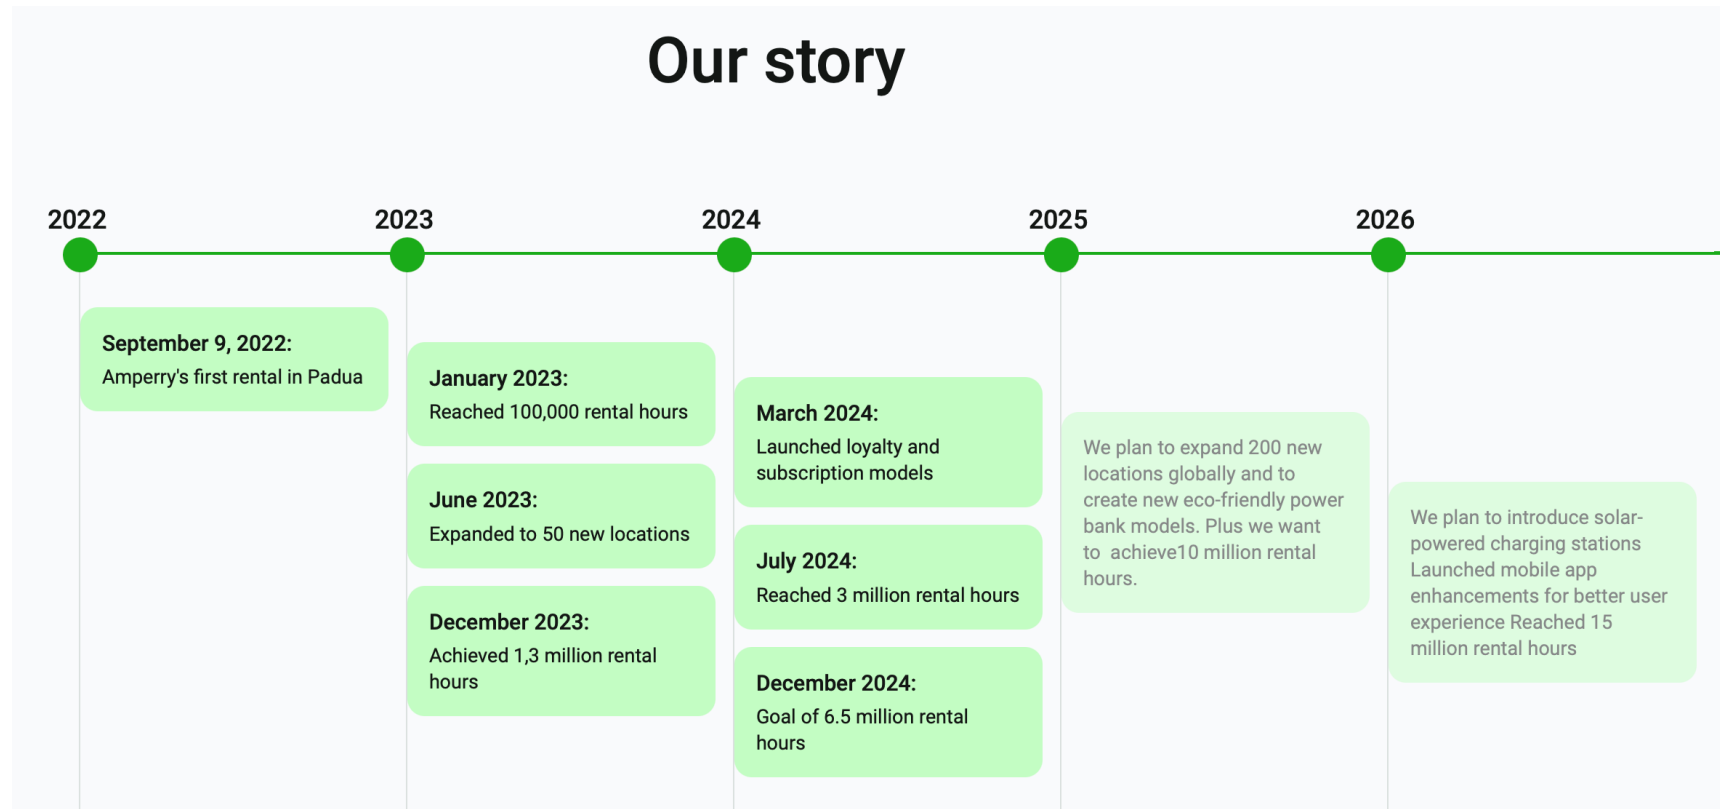 Our story
2022
2023
2024
2025
2026
September 9, 2022:
Amperry's first rental in Padua
January 2023:
Reached 100,000 rental hours
June 2023:
Expanded to 50 new locations
December 2023:
Achieved 1,3 million rental
hours
March 2024:
Launched loyalty and
subscription models
July 2024:
Reached 3 million rental hours
December 2024:
Goal of 6.5 million rental
hours
We plan to expand 200 new
locations globally and to
create new eco-friendly power
bank models. Plus we want
to  achieve10 million rental
hours.
We plan to introduce solar-
powered charging stations
Launched mobile app
enhancements for better user
experience Reached 15
million rental hours